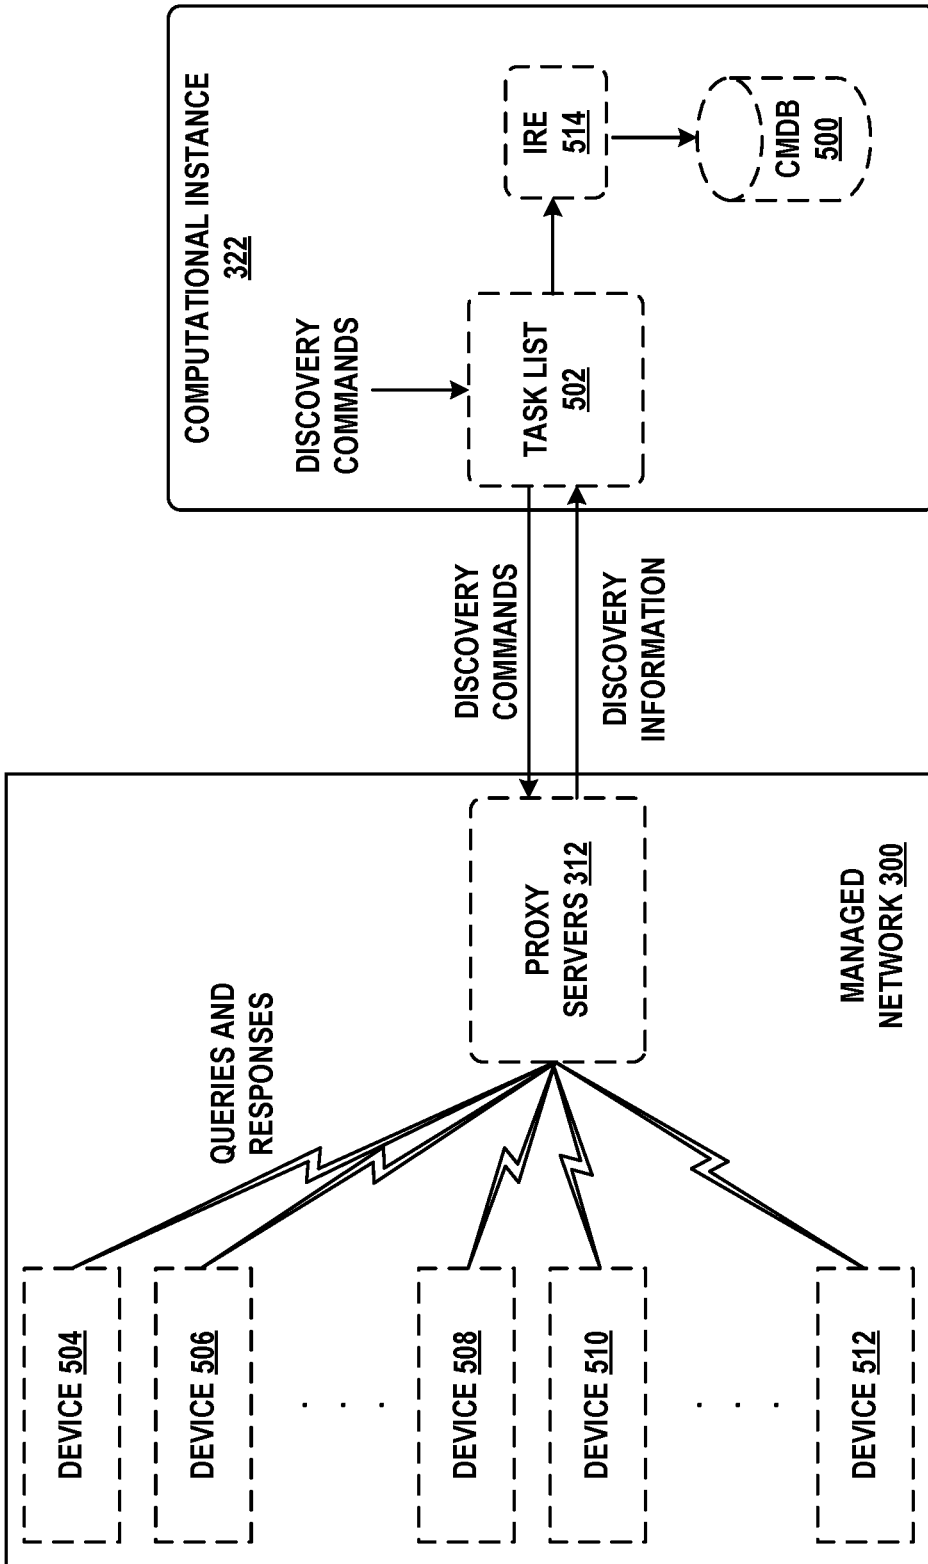 COMPUTATIONAL INSTANCE
322
DISCOVERY
COMMANDS
TASK LIST
502
IRE
514
CMDB
500
DISCOVERY
COMMANDS
DISCOVERY
INFORMATION
QUERIES AND
RESPONSES
PROXY
SERVERS 312
MANAGED
NETWORK 300
DEVICE 504
DEVICE 506
. . . .
DEVICE 508
DEVICE 510
. . . .
DEVICE 512